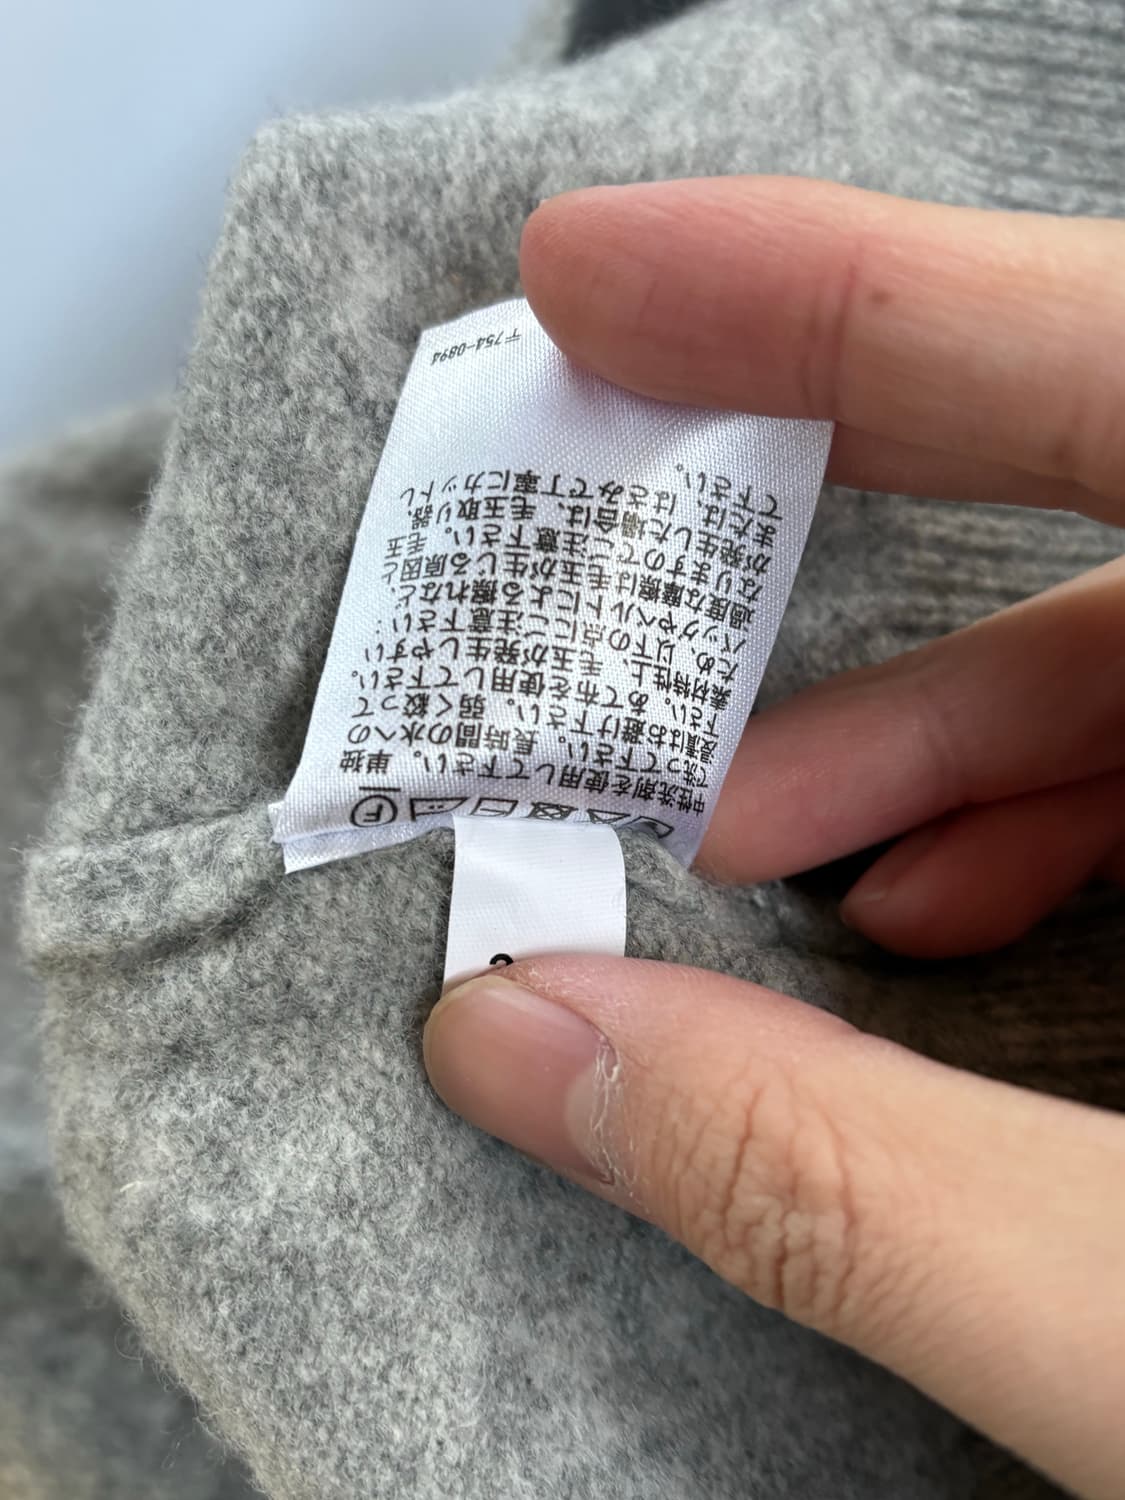 F
中性洗剤を使用して下さい。単独
で洗って下さい。長時間の水への
浸漬はお避け下さい。弱く絞って
下さい。あて布を使用して下さい。
素材特性上、毛玉が発生しやすい
ため、以下の点にご注意下さい:
バッグやベルトによる擦れなど、
過度な摩擦は毛玉が生じる原因と
なりますのでご注意下さい。毛玉
が発生した場合は、毛玉取り器、
または、はさみで丁寧にカットし
て下さい。
〒754-0894